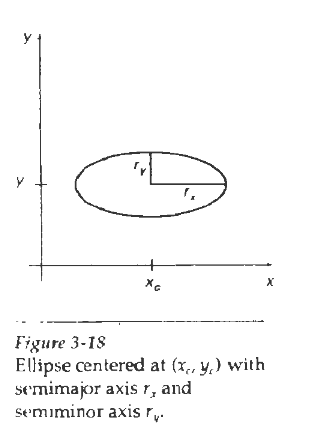 y
r_y
y
r_x
x_c
x
Figure 3-18
Ellipse centered at (x_c, y_c) with
semimajor axis r_x and
semiminor axis r_y.